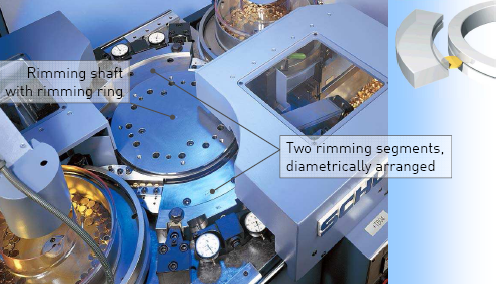 Rimming shaft
with rimming ring
Two rimming segments,
diametrically arranged